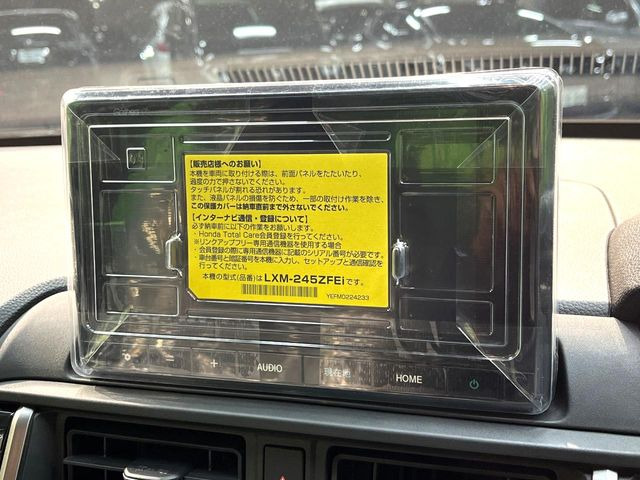 【販売店様へのお願い】
本機を車両に取り付ける際は、前面パネルをたたいたり、
過度の力で押さないでください。
タッチパネルが割れる恐れがあります。
また、液晶パネルの損傷を防ぐため、一部の取付け作業を除き、
この保護カバーは納車直前まで外さないでください。
【インターナビ通信・登録について】
必ず納車前に以下の作業をお願いします。
・Honda Total Care会員登録を行ってください。
※リンクアップフリー専用通信機器を使用する場合
・会員登録の際に専用通信機器に記載のシリアル番号が必要です。
・車台番号と暗証番号を本機に入力し、セットアップと通信確認を
行ってください。
本機の型式(品番)は LXM-245ZFEi です。
YEFM0224233
− + AUDIO 現在地 HOME